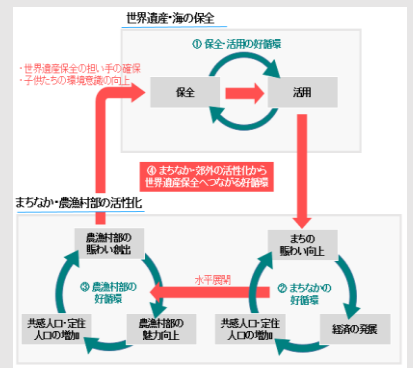 世界遺産・海の保全
① 保全・活用の好循環
・世界遺産保全の担い手の確保
・子供たちの環境意識の向上
保全
活用
④ まちなか・郊外の活性化から
世界遺産保全へつながる好循環
まちなか・農漁村部の活性化
農漁村部の
賑わい創出
③ 農漁村部の
好循環
共感人口・定住
人口の増加
農漁村部の
魅力向上
水平展開
まちの
賑わい向上
② まちなかの
好循環
共感人口・定住
人口の増加
経済の発展